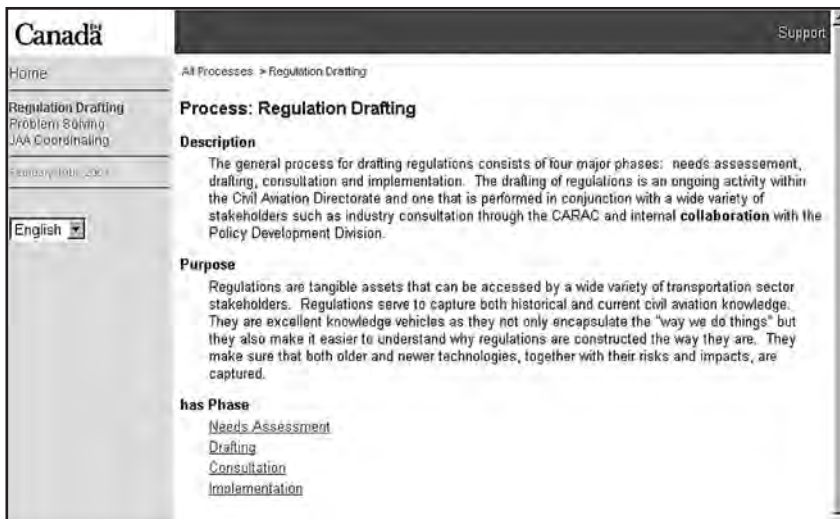 Canada
Support
Home
All Processes > Regulation Drafting
Regulation Drafting
Problem Solving
JAA Coordinating
Process: Regulation Drafting
Description
The general process for drafting regulations consists of four major phases: needs assessement,
drafting, consultation and implementation. The drafting of regulations is an ongoing activity within
the Civil Aviation Directorate and one that is performed in conjunction with a wide variety of
stakeholders such as industry consultation through the CARAC and internal collaboration with the
Policy Development Division.
English
Purpose
Regulations are tangible assets that can be accessed by a wide variety of transportation sector
stakeholders. Regulations serve to capture both historical and current civil aviation knowledge.
They are excellent knowledge vehicles as they not only encapsulate the "way we do things" but
they also make it easier to understand why regulations are constructed the way they are. They
make sure that both older and newer technologies, together with their risks and impacts, are
captured.
has Phase
Needs Assessment
Drafting
Consultation
Implementation